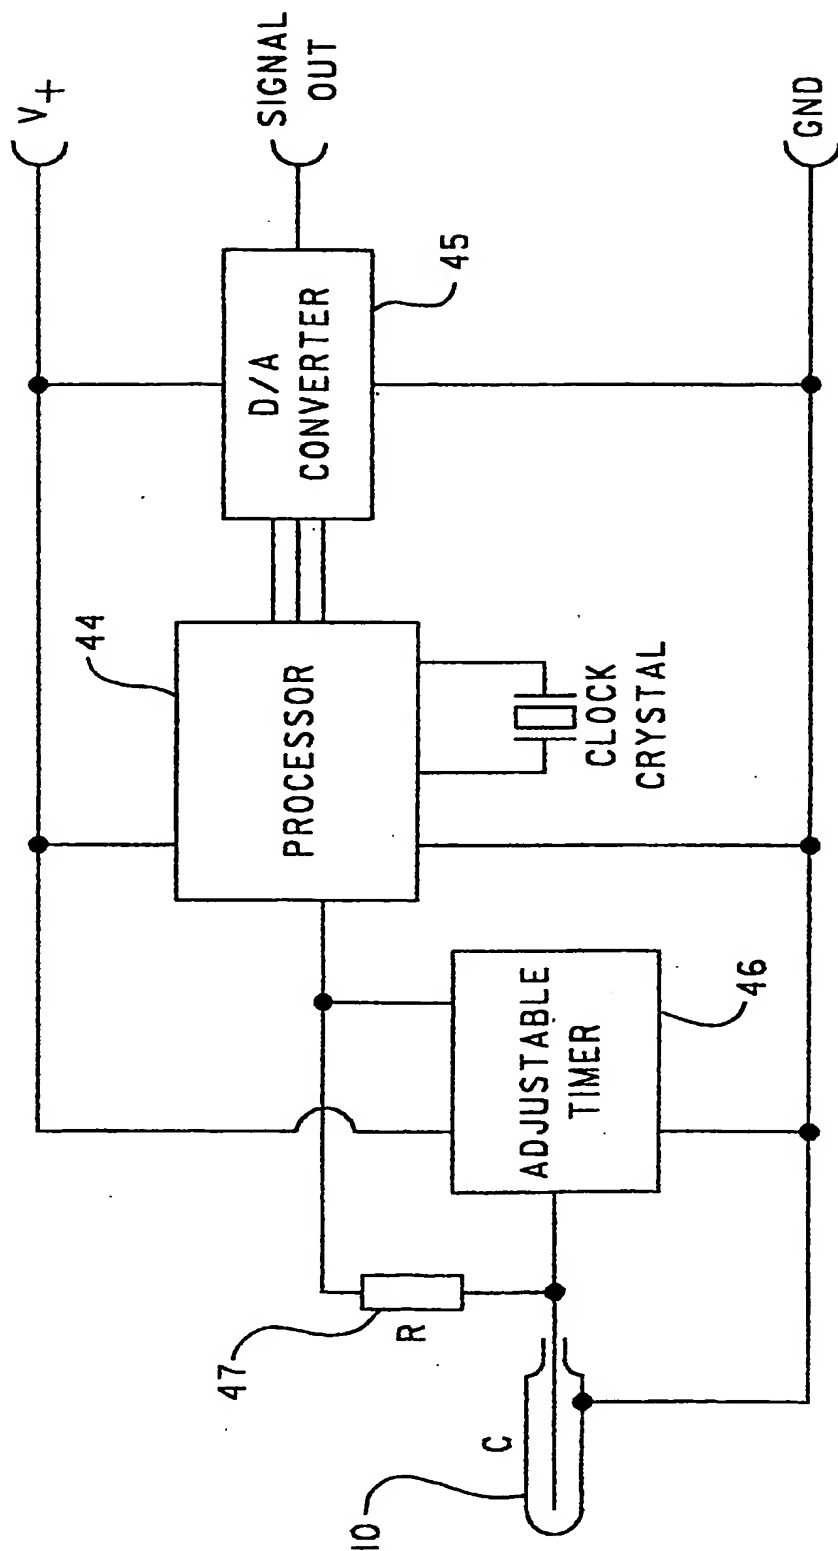 V+
SIGNAL
OUT
GND
D/A
CONVERTER
45
44
PROCESSOR
CLOCK
CRYSTAL
ADJUSTABLE
TIMER
46
47
R
C
10